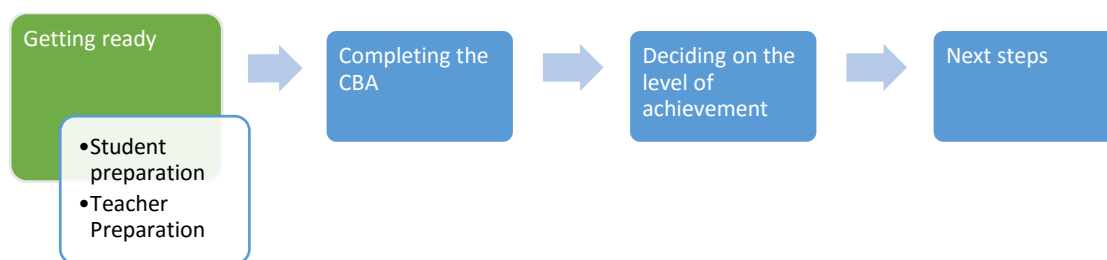 Getting ready
•Student
preparation
•Teacher
Preparation
Completing the
CBA
Deciding on the
level of
achievement
Next steps